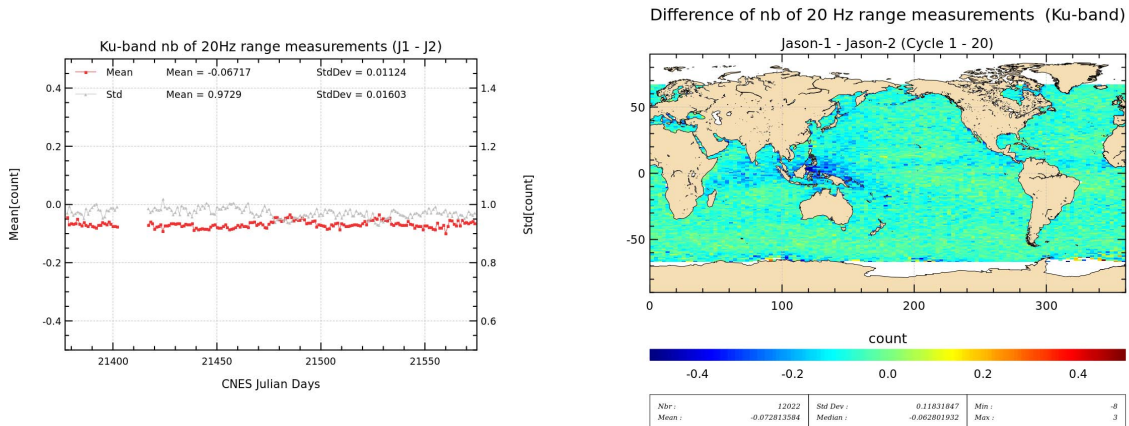 Ku-band nb of 20Hz range measurements (J1 - J2)
Mean Mean = -0.06717 StdDev = 0.01124
Std Mean = 0.9729 StdDev = 0.01603
0.4 1.4
0.2 1.2
0.0 1.0
-0.2 0.8
-0.4 0.6
Mean[count]
Std[count]
21400 21450 21500 21550
CNES Julian Days
Difference of nb of 20 Hz range measurements (Ku-band)
Jason-1 - Jason-2 (Cycle 1 - 20)
50
0
-50
0 100 200 300
count
-0.4 -0.2 0.0 0.2 0.4
Nbr : 12022 Std Dev : 0.11831847 Min : -8
Mean : -0.072813584 Median : -0.062801932 Max : 3